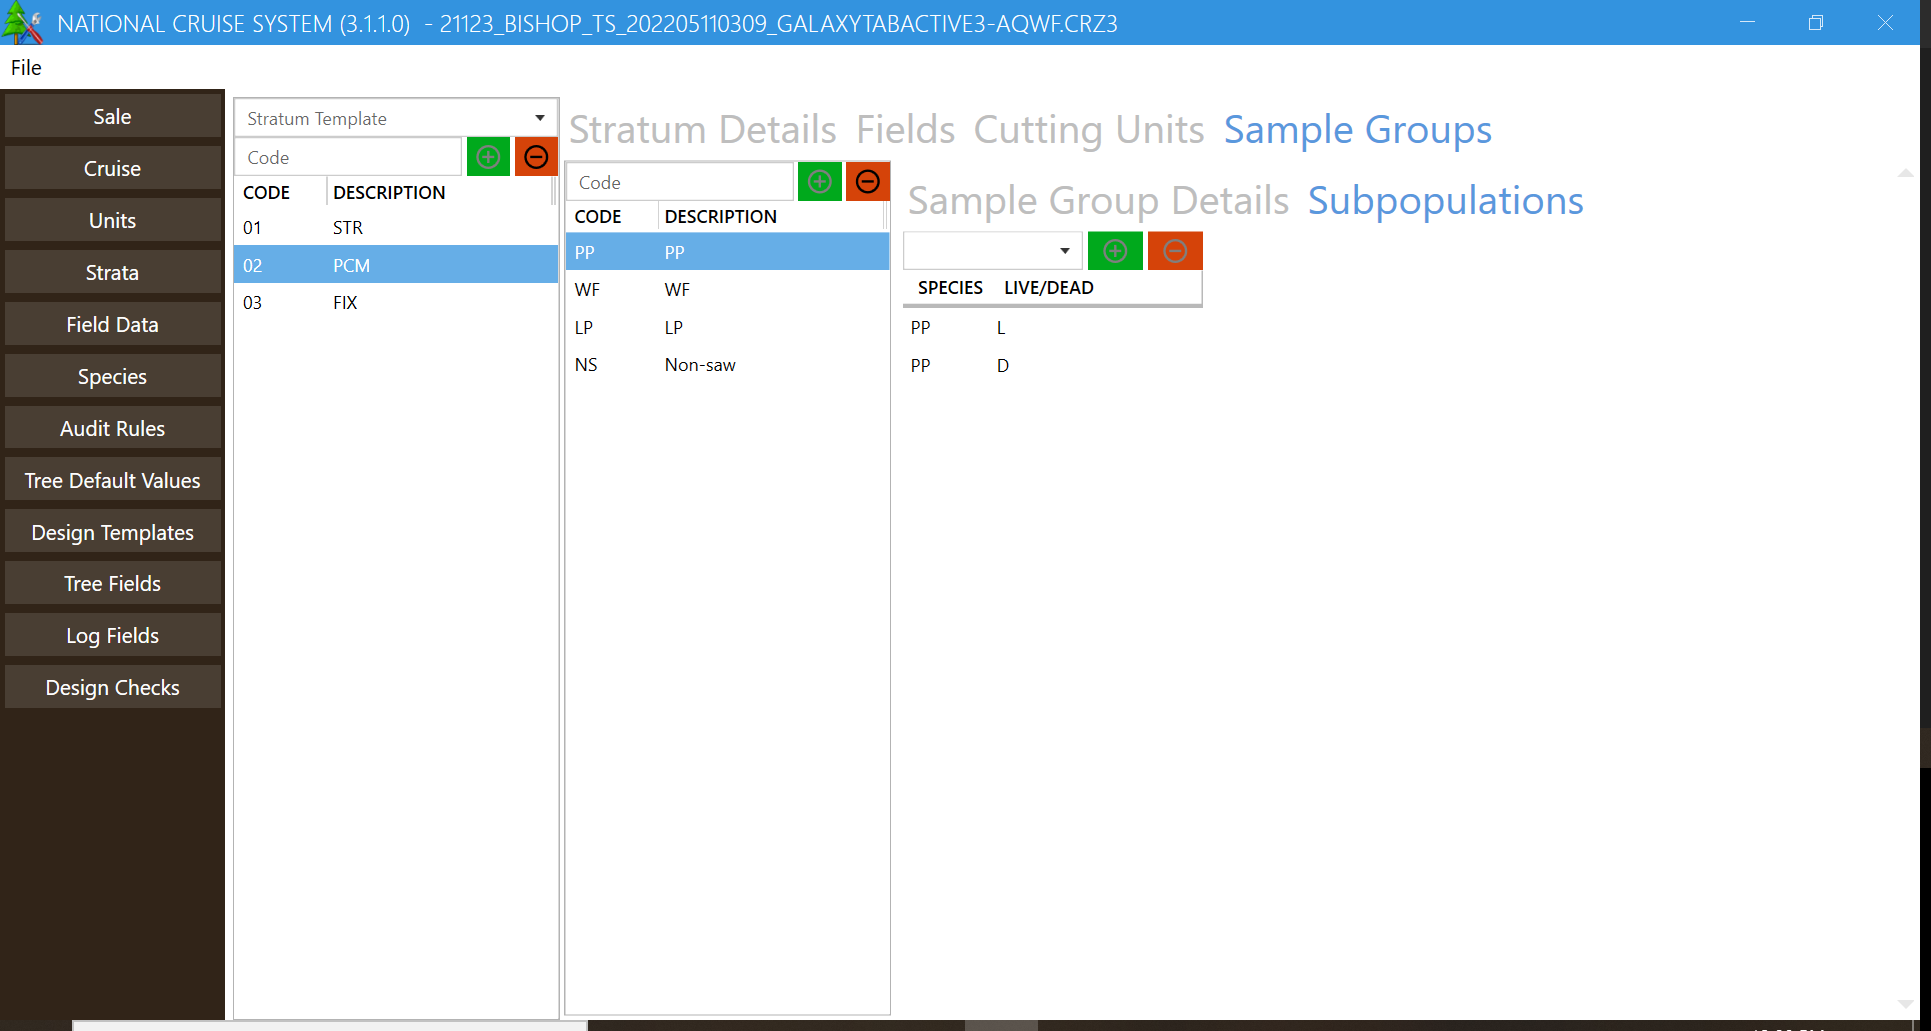 NATIONAL CRUISE SYSTEM (3.1.1.0) - 21123_BISHOP_TS_202205110309_GALAXYTABACTIVE3-AQWF.CRZ3
File
Sale
Cruise
Units
Strata
Field Data
Species
Audit Rules
Tree Default Values
Design Templates
Tree Fields
Log Fields
Design Checks
Stratum Template
Code
CODE DESCRIPTION
01 STR
02 PCM
03 FIX
Stratum Details Fields Cutting Units Sample Groups
Code
CODE DESCRIPTION
PP PP
WF WF
LP LP
NS Non-saw
Sample Group Details Subpopulations
SPECIES LIVE/DEAD
PP L
PP D